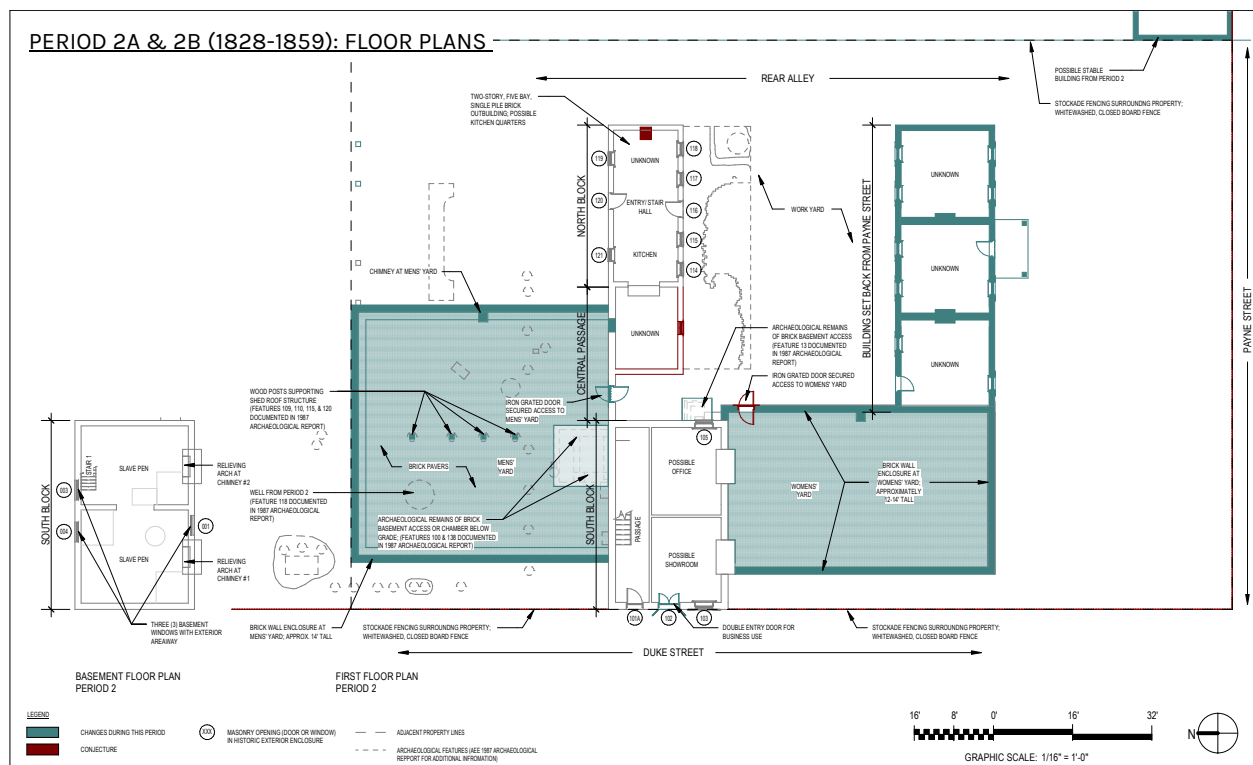 PERIOD 2A & 2B (1828-1859): FLOOR PLANS
REAR ALLEY
POSSIBLE STABLE
BUILDING FROM PERIOD 2
STOCKADE FENCING SURROUNDNG PROPERTY;
WHITEWASHED, CLOSED BOARD FENCE
TWO-STORY, FIVE BAY,
SINGLE PILE BRICK
OUTBUILDING; POSSIBLE
KITCHEN QUARTERS
NORTH BLOCK
119
120
121
UNKNOWN
ENTRY/ STAIR
HALL
KITCHEN
118
117
116
115
114
WORK YARD
BUILDING SET BACK FROM PAYNE STREET
UNKNOWN
UNKNOWN
UNKNOWN
PAYNE STREET
CHIMNEY AT MENS' YARD
CENTRAL PASSAGE
UNKNOWN
ARCHAEOLOGICAL REMAINS
OF BRICK BASEMENT ACCESS
(FEATURE 13 DOCUMENTED
IN 1987 ARCHAEOLOGICAL
REPORT)
IRON GRATED DOOR SECURED
ACCESS TO WOMENS' YARD
WOOD POSTS SUPPORTING
SHED ROOF STRUCTURE
(FEATURES 109, 110, 115, & 120
DOCUMENTED IN 1987
ARCHAEOLOGICAL REPORT)
IRON GRATED DOOR
SECURED ACCESS TO
MENS' YARD
BRICK PAVERS
MENS'
YARD
WELL FROM PERIOD 2
(FEATURE 118 DOCUMENTED
IN 1987 ARCHAEOLOGICAL
REPORT)
ARCHAEOLOGICAL REMAINS OF BRICK
BASEMENT ACCESS OR CHAMBER BELOW
GRADE; (FEATURES 100 & 138 DOCUMENTED
IN 1987 ARCHAEOLOGICAL REPORT)
SOUTH BLOCK
PASSAGE
105
POSSIBLE
OFFICE
POSSIBLE
SHOWROOM
WOMENS'
YARD
BRICK WALL
ENCLOSURE AT
WOMENS' YARD;
APPROXIMATELY
12-14' TALL
SOUTH BLOCK
STAIR 1
SLAVE PEN
003
004
001
SLAVE PEN
RELIEVING
ARCH AT
CHIMNEY #2
RELIEVING
ARCH AT
CHIMNEY #1
THREE (3) BASEMENT
WINDOWS WITH EXTERIOR
AREAWAY
BRICK WALL ENCLOSURE AT
MENS' YARD; APPROX. 14' TALL
STOCKADE FENCING SURROUNDNG PROPERTY;
WHITEWASHED, CLOSED BOARD FENCE
101A
102
103
DOUBLE ENTRY DOOR FOR
BUSINESS USE
STOCKADE FENCING SURROUNDNG PROPERTY;
WHITEWASHED, CLOSED BOARD FENCE
DUKE STREET
BASEMENT FLOOR PLAN
PERIOD 2
FIRST FLOOR PLAN
PERIOD 2
LEGEND
CHANGES DURING THIS PERIOD
CONJECTURE
XXX
MASONRY OPENING (DOOR OR WINDOW)
IN HISTORIC EXTERIOR ENCLOSURE
ADJACENT PROPERTY LINES
ARCHAEOLOGICAL FEATURES (AEE 1987 ARCHAEOLOGICAL
REPPORT FOR ADDITIONAL INFROMATION)
16' 8' 0' 16' 32'
GRAPHIC SCALE: 1/16" = 1'-0"
N